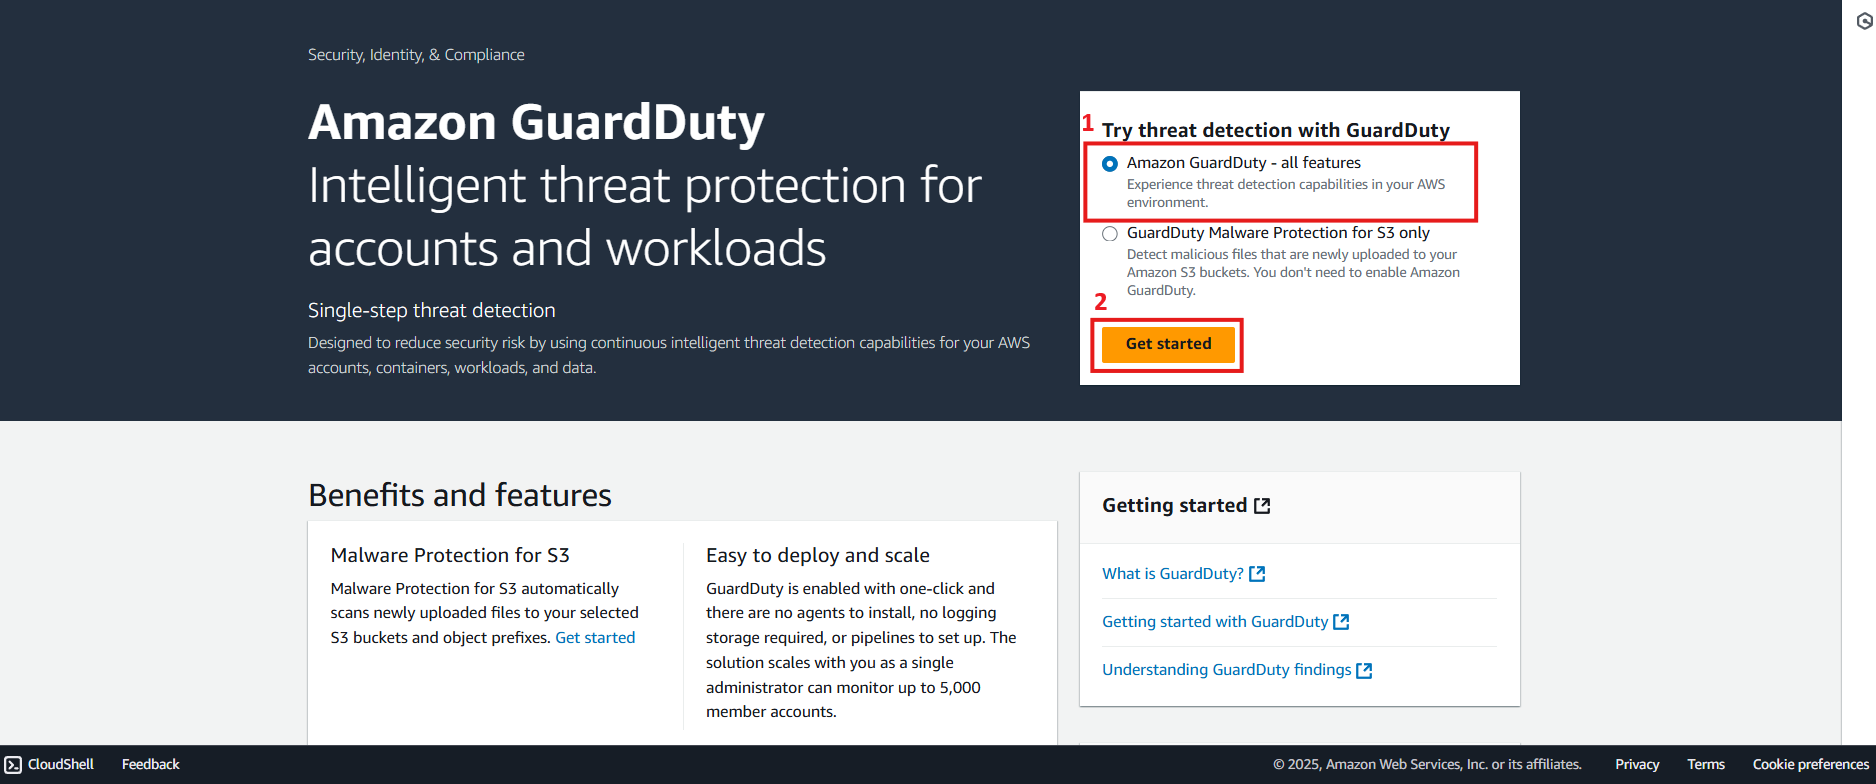 Security, Identity, & Compliance
Amazon GuardDuty
Intelligent threat protection for
accounts and workloads
Single-step threat detection
Designed to reduce security risk by using continuous intelligent threat detection capabilities for your AWS
accounts, containers, workloads, and data.
1
Try threat detection with GuardDuty
Amazon GuardDuty - all features
Experience threat detection capabilities in your AWS
environment.
GuardDuty Malware Protection for S3 only
Detect malicious files that are newly uploaded to your
Amazon S3 buckets. You don't need to enable Amazon
GuardDuty.
2
Get started
Benefits and features
Malware Protection for S3
Malware Protection for S3 automatically
scans newly uploaded files to your selected
S3 buckets and object prefixes. Get started
Easy to deploy and scale
GuardDuty is enabled with one-click and
there are no agents to install, no logging
storage required, or pipelines to set up. The
solution scales with you as a single
administrator can monitor up to 5,000
member accounts.
Getting started
What is GuardDuty?
Getting started with GuardDuty
Understanding GuardDuty findings
CloudShell
Feedback
© 2025, Amazon Web Services, Inc. or its affiliates.
Privacy
Terms
Cookie preferences